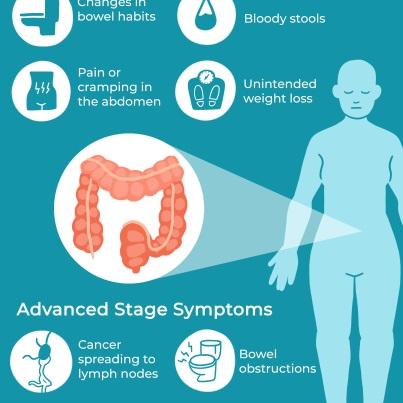 Changes in
bowel habits
Bloody stools
Pain or
cramping in
the abdomen
Unintended
weight loss
Advanced Stage Symptoms
Cancer
spreading to
lymph nodes
Bowel
obstructions